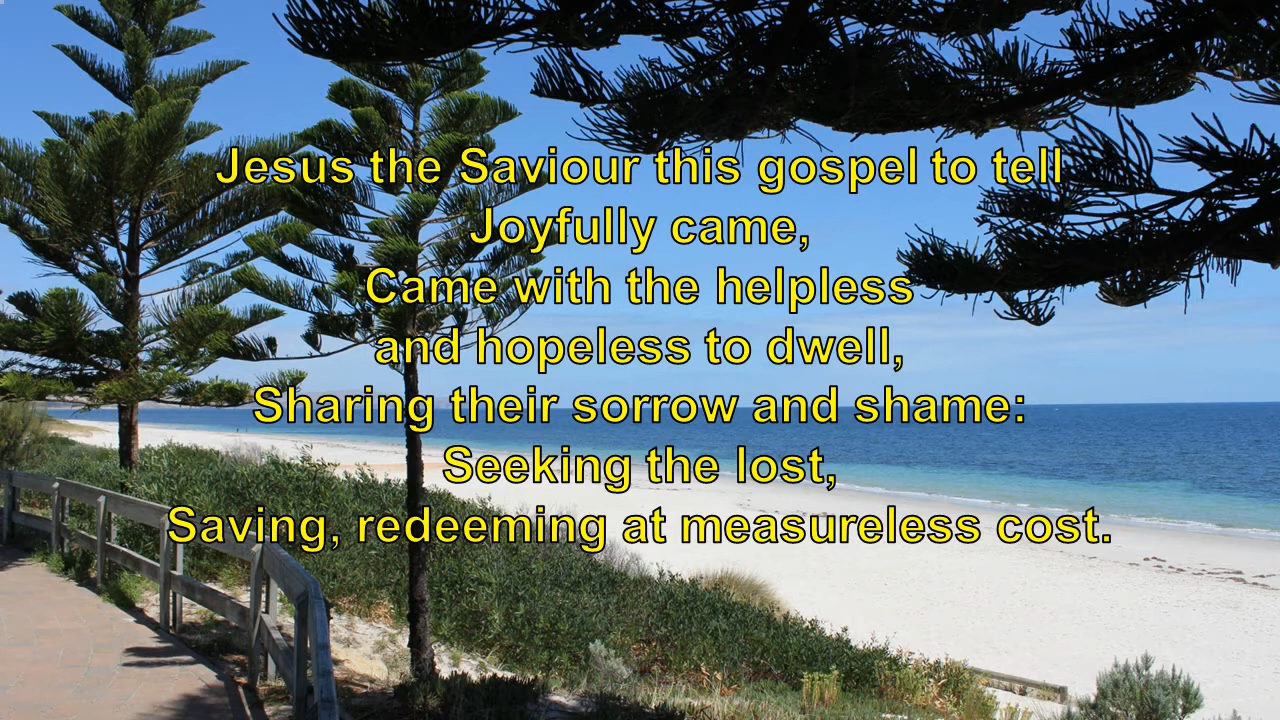 Jesus the Saviour this gospel to tell
Joyfully came,
Came with the helpless
and hopeless to dwell,
Sharing their sorrow and shame:
Seeking the lost,
Saving, redeeming at measureless cost.